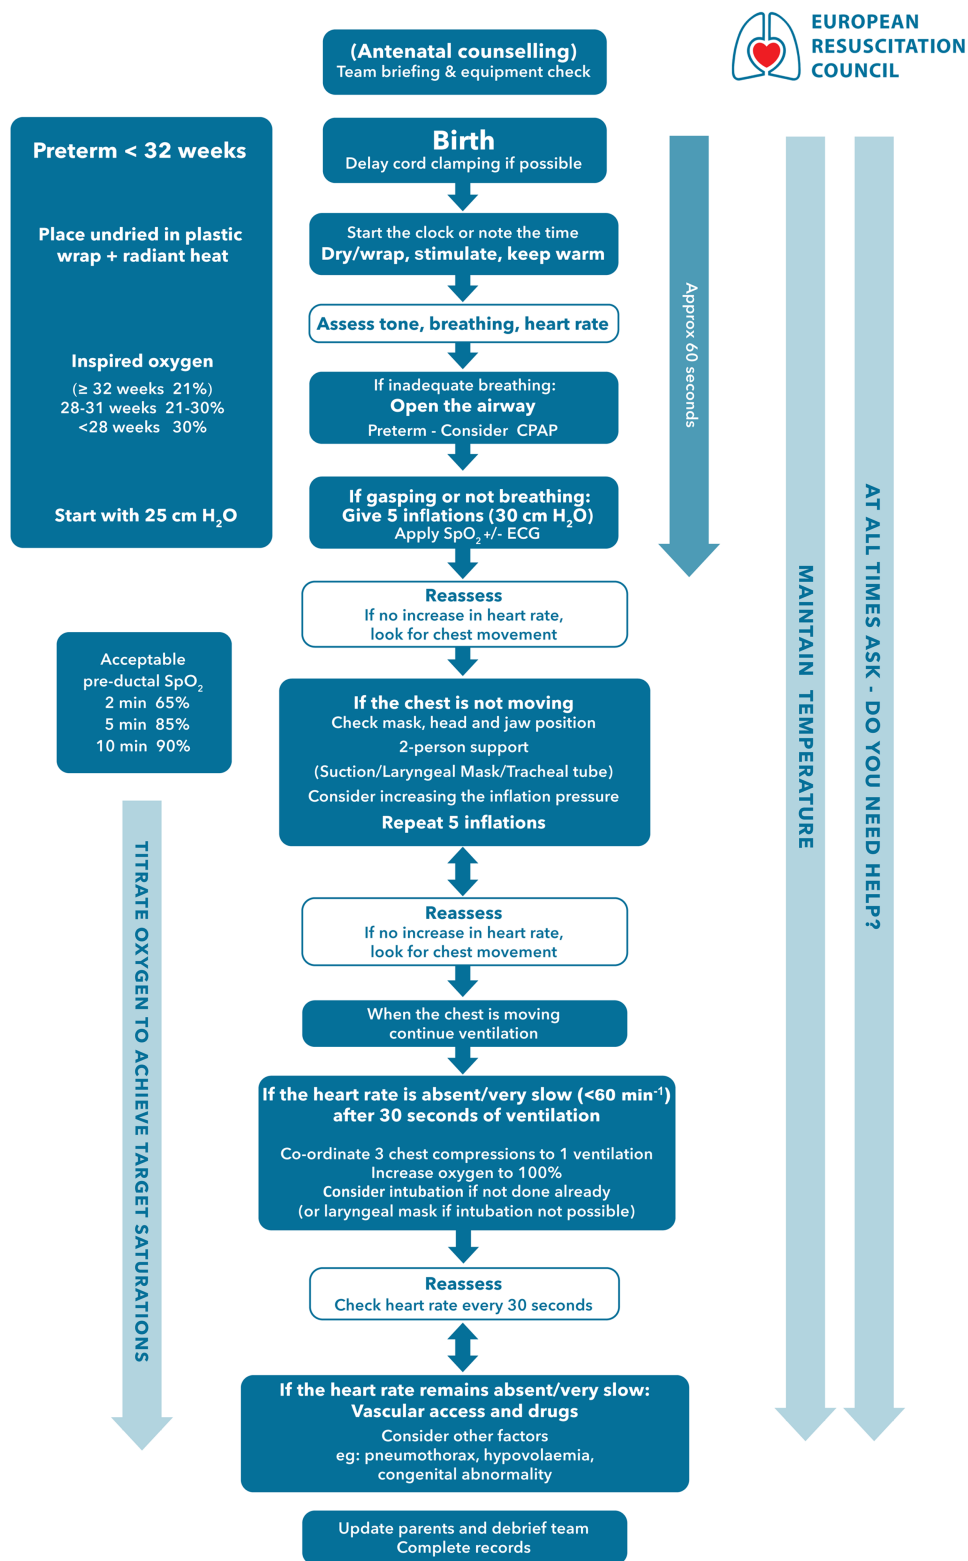 EUROPEAN
RESUSCITATION
COUNCIL
(Antenatal counselling)
Team briefing & equipment check
Birth
Delay cord clamping if possible
Start the clock or note the time
Dry/wrap, stimulate, keep warm
Assess tone, breathing, heart rate
If inadequate breathing:
Open the airway
Preterm - Consider CPAP
If gasping or not breathing:
Give 5 inflations (30 cm H₂O)
Apply SpO₂ +/- ECG
Reassess
If no increase in heart rate,
look for chest movement
If the chest is not moving
Check mask, head and jaw position
2-person support
(Suction/Laryngeal Mask/Tracheal tube)
Consider increasing the inflation pressure
Repeat 5 inflations
Reassess
If no increase in heart rate,
look for chest movement
When the chest is moving
continue ventilation
If the heart rate is absent/very slow (<60 min⁻¹)
after 30 seconds of ventilation
Co-ordinate 3 chest compressions to 1 ventilation
Increase oxygen to 100%
Consider intubation if not done already
(or laryngeal mask if intubation not possible)
Reassess
Check heart rate every 30 seconds
If the heart rate remains absent/very slow:
Vascular access and drugs
Consider other factors
eg: pneumothorax, hypovolaemia,
congenital abnormality
Update parents and debrief team
Complete records
Preterm < 32 weeks
Place undried in plastic
wrap + radiant heat
Inspired oxygen
(≥ 32 weeks 21%)
28-31 weeks 21-30%
<28 weeks 30%
Start with 25 cm H₂O
Acceptable
pre-ductal SpO₂
2 min 65%
5 min 85%
10 min 90%
TITRATE OXYGEN TO ACHIEVE TARGET SATURATIONS
Approx 60 seconds
MAINTAIN TEMPERATURE
AT ALL TIMES ASK - DO YOU NEED HELP?